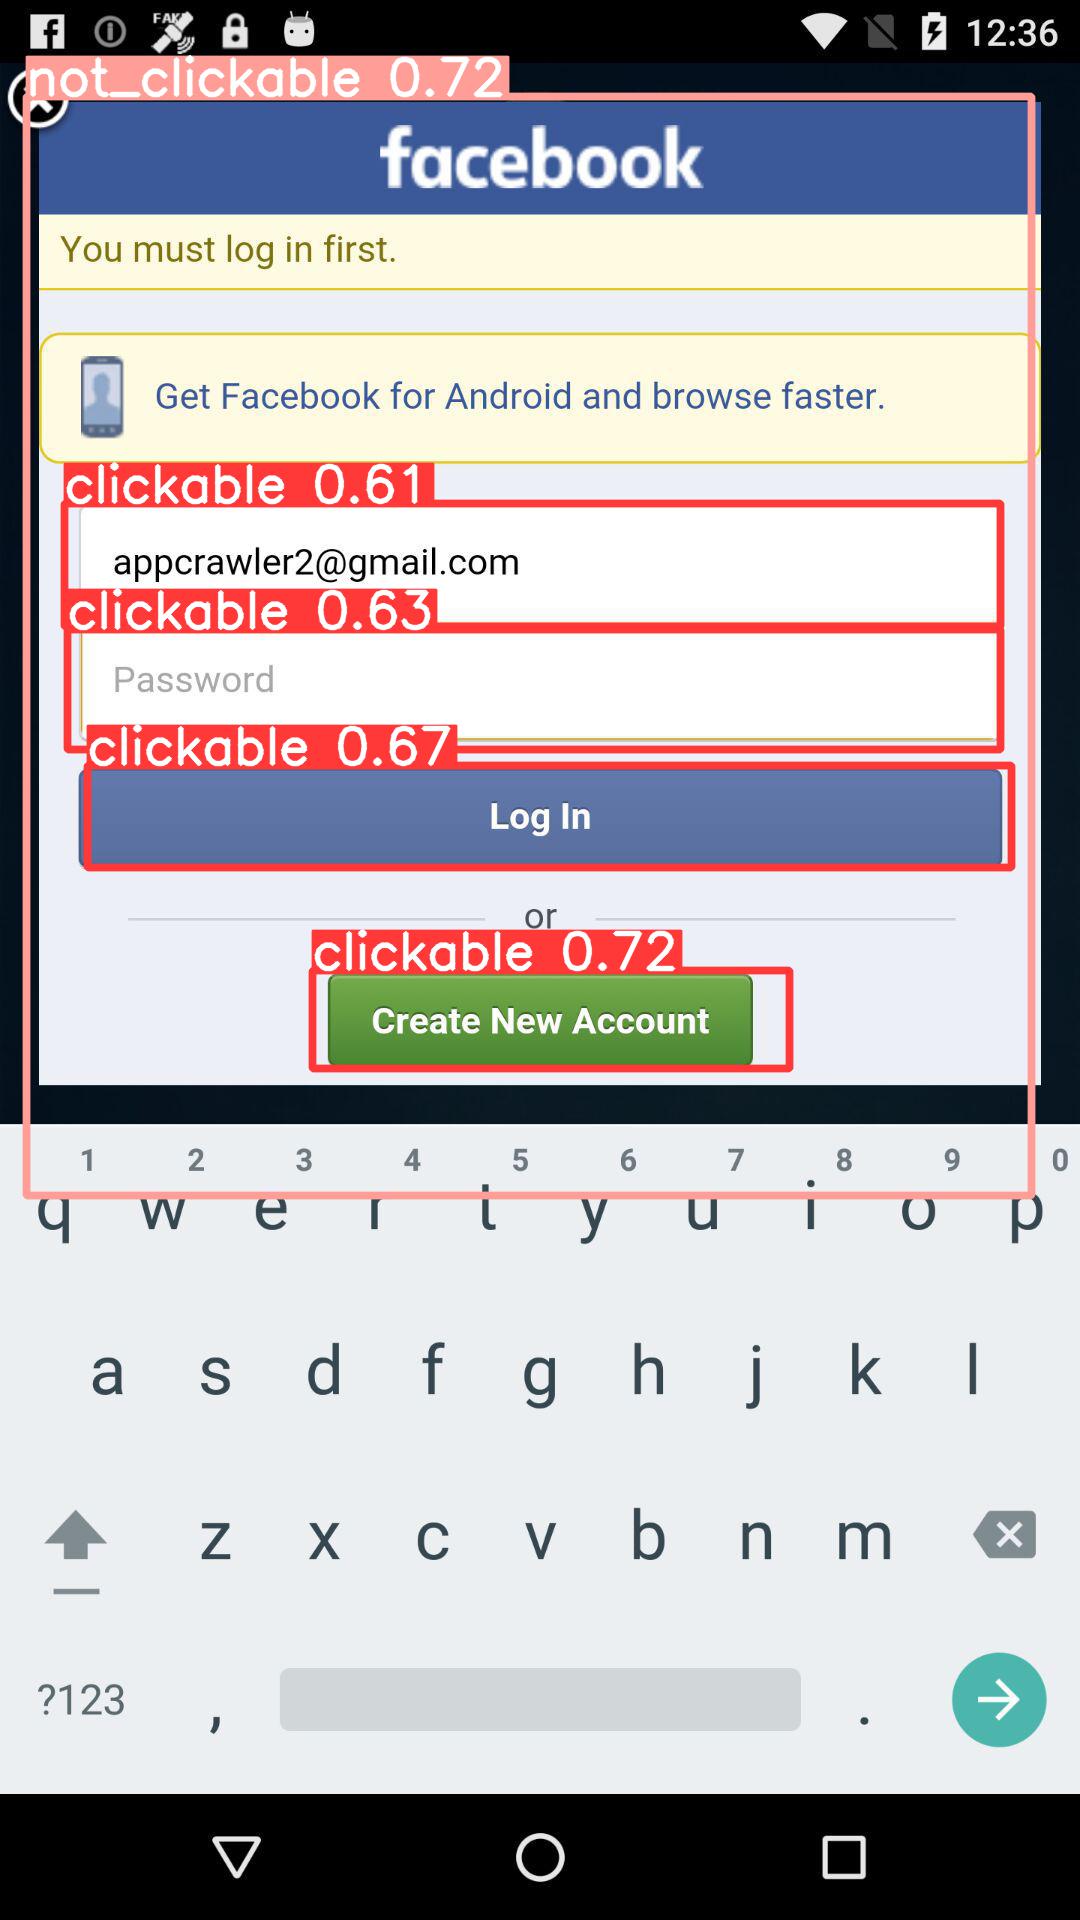 FAKE
12:36
not_clickable 0.72
facebook
You must log in first.
Get Facebook for Android and browse faster.
clickable 0.61
appcrawler2@gmail.com
clickable 0.63
Password
clickable 0.67
Log In
or
clickable 0.72
Create New Account
1 2 3 4 5 6 7 8 9 0
q w e r t y u i o p
a s d f g h j k l
z x c v b n m
?123 , .